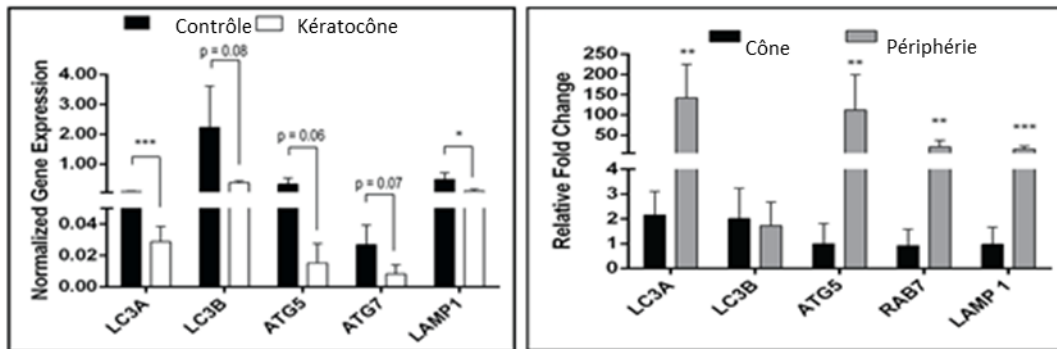 Contrôle Kératocône
p = 0.08
4.00
3.00
2.00
1.00
0.04
0.02
0.00
Normalized Gene Expression
***
p = 0.06
p = 0.07
*
LC3A
LC3B
ATG5
ATG7
LAMP1
Cône Périphérie
250
200
150
100
50
4
3
2
1
0
Relative Fold Change
**
**
**
***
LC3A
LC3B
ATG5
RAB7
LAMP 1